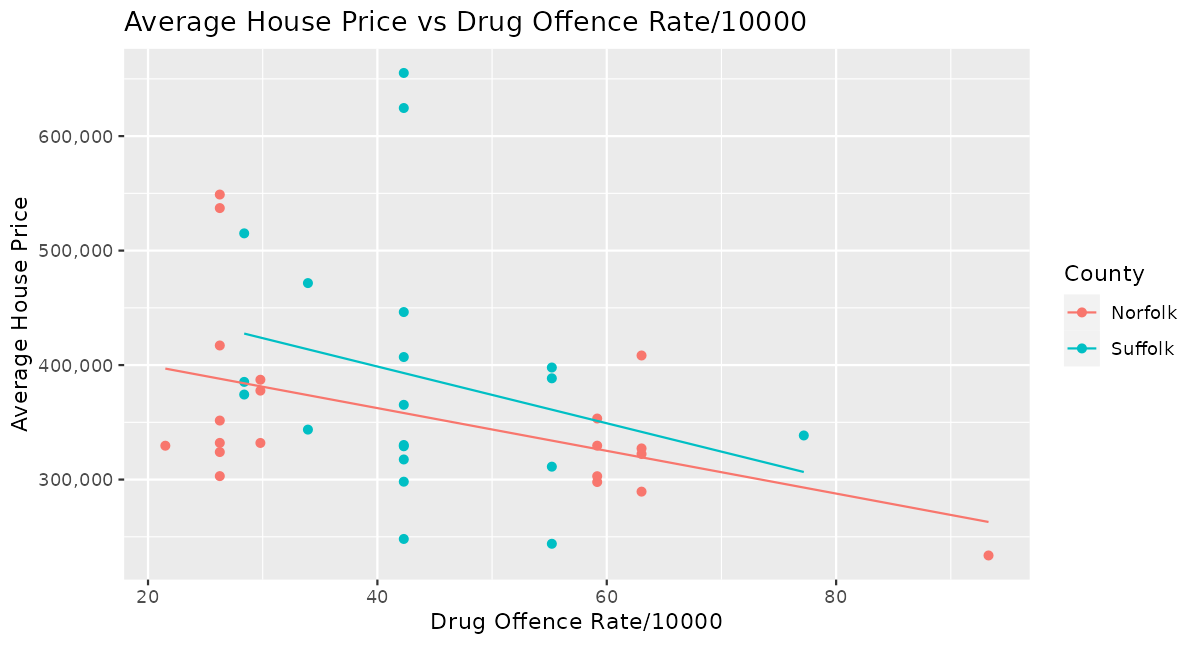 Average House Price vs Drug Offence Rate/10000
600,000
500,000
400,000
300,000
Average House Price
20
40
60
80
Drug Offence Rate/10000
County
Norfolk
Suffolk